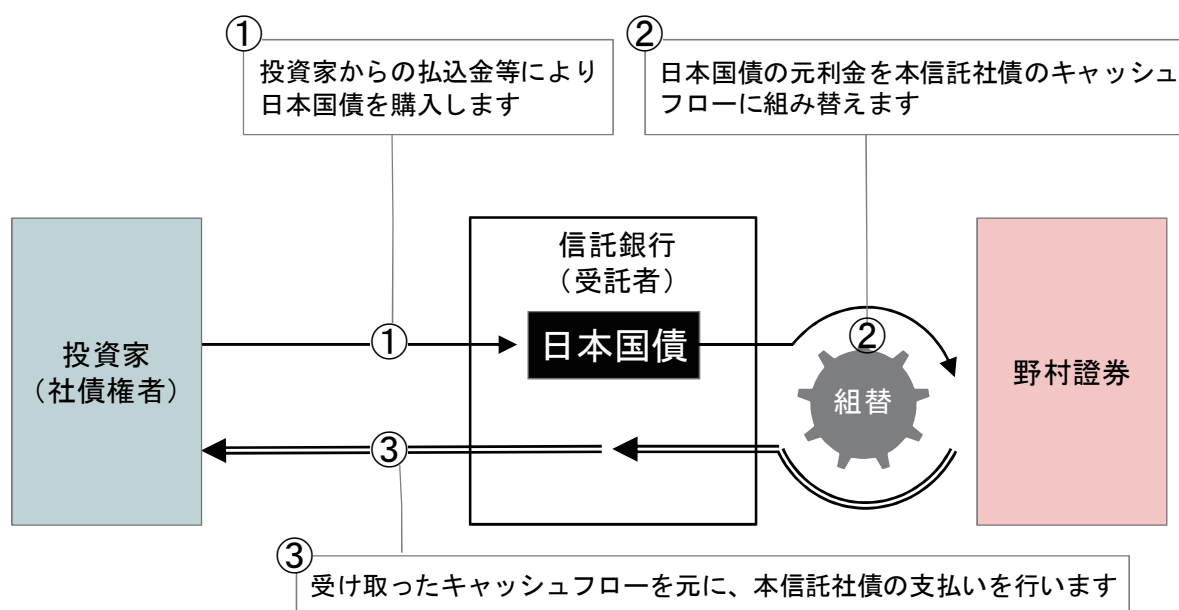 ①
投資家からの払込金等により
日本国債を購入します
②
日本国債の元利金を本信託社債のキャッシュ
フローに組み替えます
投資家
（社債権者）
①
信託銀行
（受託者）
日本国債
②
組替
野村證券
③
③
受け取ったキャッシュフローを元に、本信託社債の支払いを行います